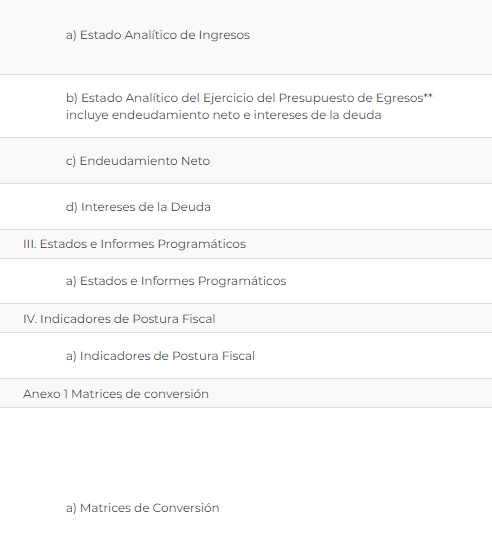 a) Estado Analítico de Ingresos
b) Estado Analítico del Ejercicio del Presupuesto de Egresos**
incluye endeudamiento neto e intereses de la deuda
c) Endeudamiento Neto
d) Intereses de la Deuda
III. Estados e Informes Programáticos
a) Estados e Informes Programáticos
IV. Indicadores de Postura Fiscal
a) Indicadores de Postura Fiscal
Anexo 1 Matrices de conversión
a) Matrices de Conversión